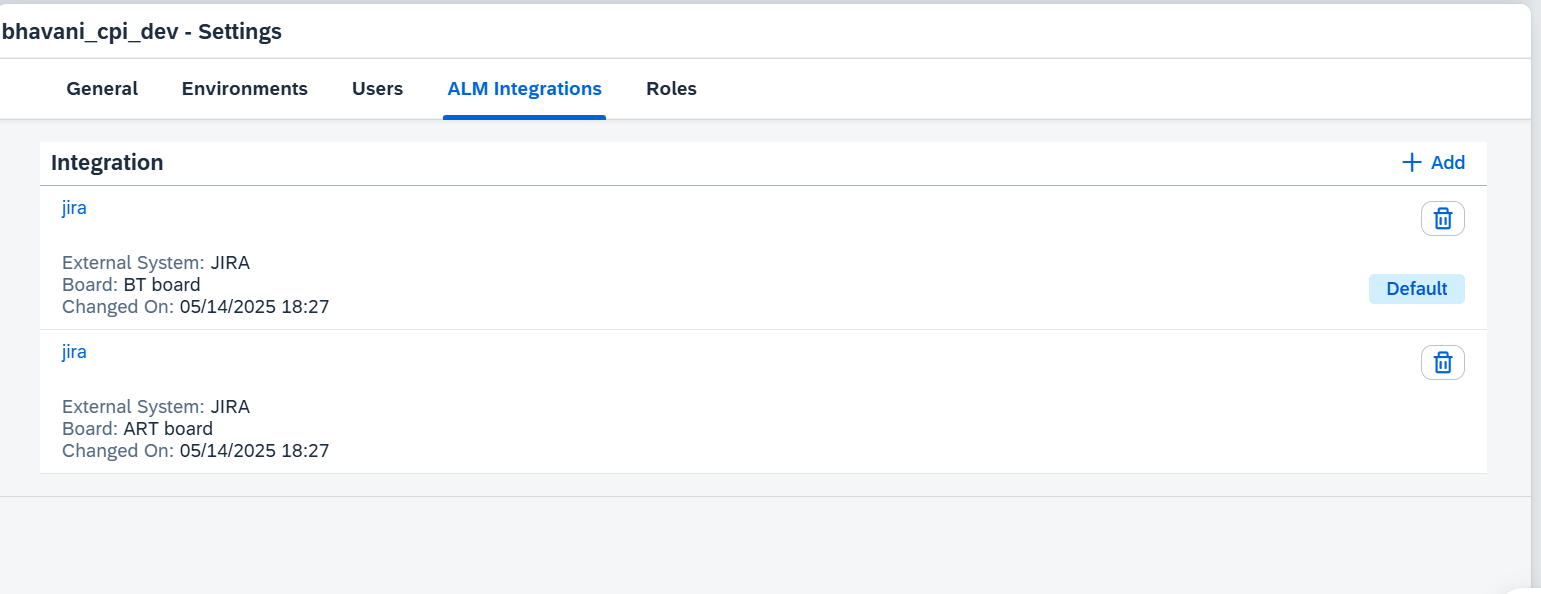 bhavani_cpi_dev - Settings
General Environments Users ALM Integrations Roles
Integration
Add
jira
External System: JIRA
Board: BT board
Default
Changed On: 05/14/2025 18:27
jira
External System: JIRA
Board: ART board
Changed On: 05/14/2025 18:27